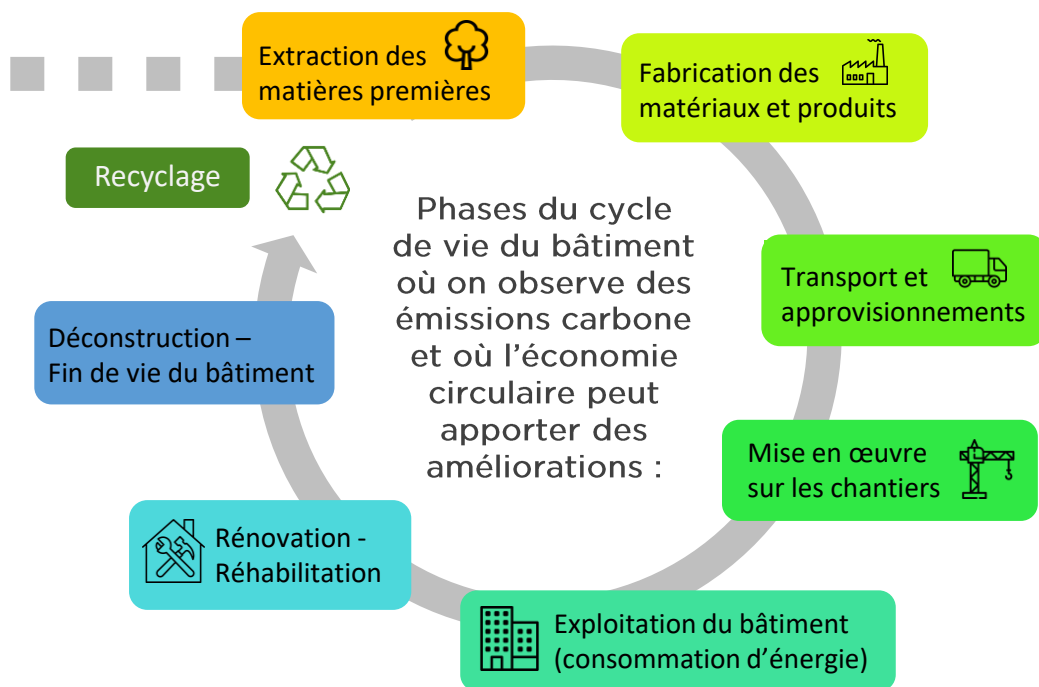 Extraction des
matières premières
Fabrication des
matériaux et produits
Recyclage
Phases du cycle
de vie du bâtiment
où on observe des
émissions carbone
et où l’économie
circulaire peut
apporter des
améliorations :
Transport et
approvisionnements
Déconstruction –
Fin de vie du bâtiment
Mise en œuvre
sur les chantiers
Rénovation -
Réhabilitation
Exploitation du bâtiment
(consommation d’énergie)